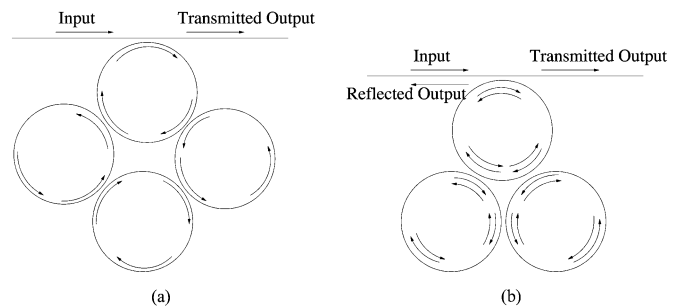 Input
Transmitted Output
Input
Transmitted Output
Reflected Output
(a)
(b)